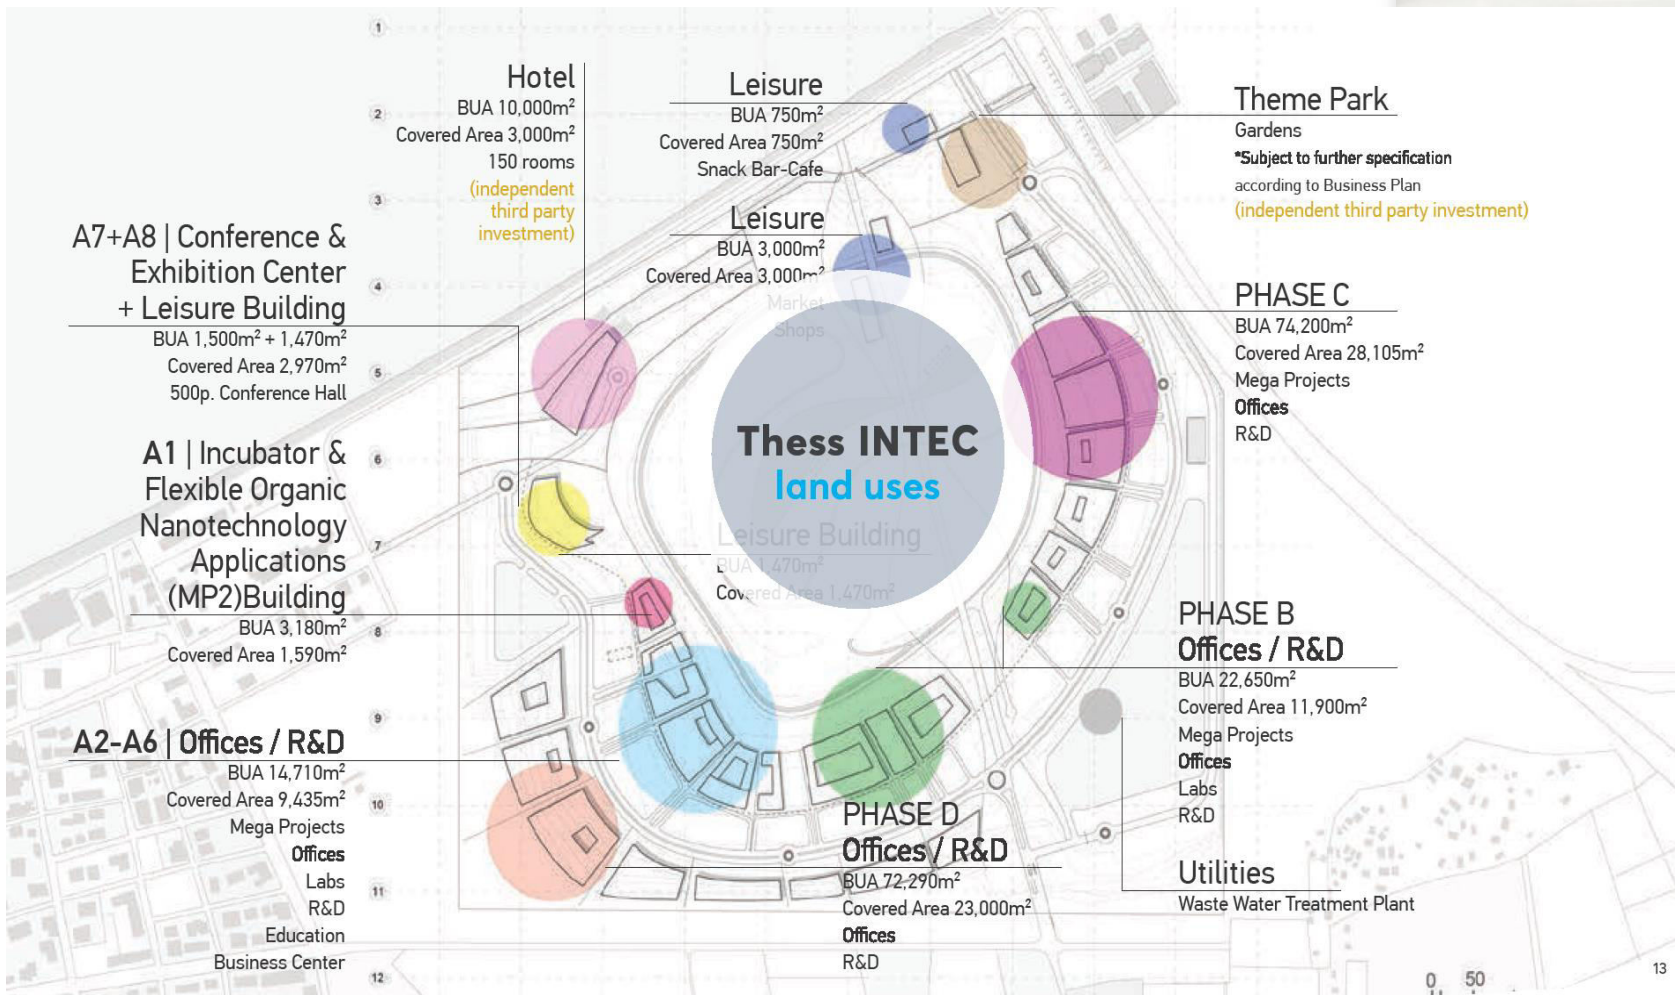 1
2
3
4
5
6
7
8
9
10
11
12
Hotel
BUA 10,000m²
Covered Area 3,000m²
150 rooms
(independent
third party
investment)
Leisure
BUA 750m²
Covered Area 750m²
Snack Bar-Cafe
Leisure
BUA 3,000m²
Covered Area 3,000m²
Market
Shops
Theme Park
Gardens
*Subject to further specification
according to Business Plan
(independent third party investment)
A7+A8 | Conference &
Exhibition Center
+ Leisure Building
BUA 1,500m² + 1,470m²
Covered Area 2,970m²
500p. Conference Hall
PHASE C
BUA 74,200m²
Covered Area 28,105m²
Mega Projects
Offices
R&D
Thess INTEC
land uses
A1 | Incubator &
Flexible Organic
Nanotechnology
Applications
(MP2)Building
BUA 3,180m²
Covered Area 1,590m²
Leisure Building
BUA 1,470m²
Covered Area 1,470m²
PHASE B
Offices / R&D
BUA 22,650m²
Covered Area 11,900m²
Mega Projects
Offices
Labs
R&D
A2-A6 | Offices / R&D
BUA 14,710m²
Covered Area 9,435m²
Mega Projects
Offices
Labs
R&D
Education
Business Center
PHASE D
Offices / R&D
BUA 72,290m²
Covered Area 23,000m²
Offices
R&D
Utilities
Waste Water Treatment Plant
0 50
13